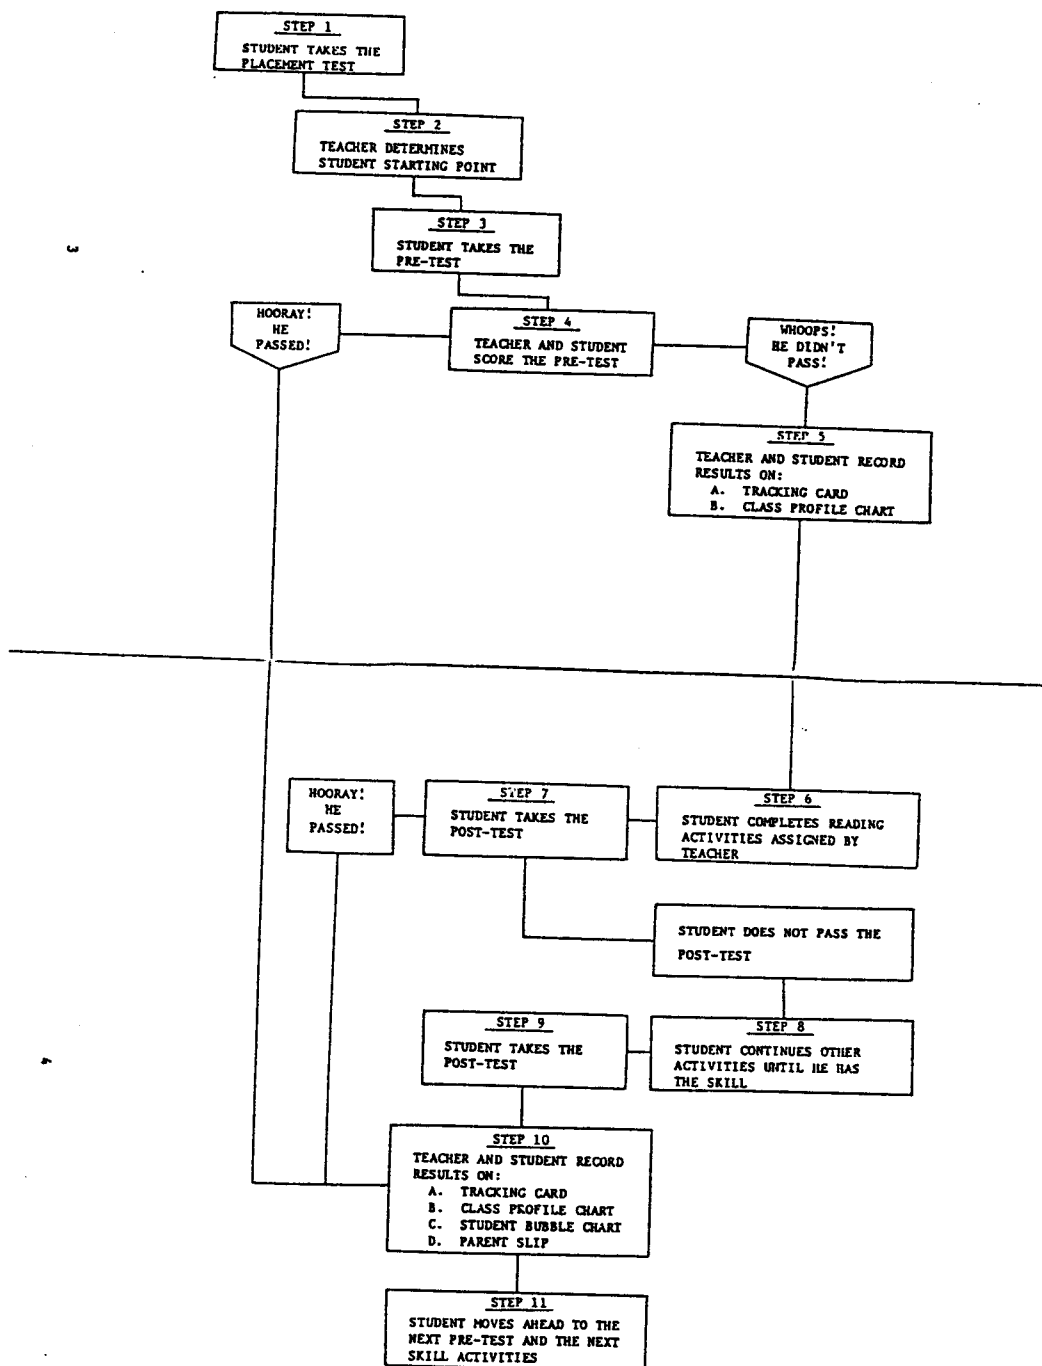 STEP 1
STUDENT TAKES THE
PLACEMENT TEST
STEP 2
TEACHER DETERMINES
STUDENT STARTING POINT
STEP 3
STUDENT TAKES THE
PRE-TEST
3
HOORAY!
HE
PASSED!
STEP 4
TEACHER AND STUDENT
SCORE THE PRE-TEST
WHOOPS!
HE DIDN'T
PASS!
STEP 5
TEACHER AND STUDENT RECORD
RESULTS ON:
A. TRACKING CARD
B. CLASS PROFILE CHART
HOORAY!
HE
PASSED!
STEP 7
STUDENT TAKES THE
POST-TEST
STEP 6
STUDENT COMPLETES READING
ACTIVITIES ASSIGNED BY
TEACHER
STUDENT DOES NOT PASS THE
POST-TEST
STEP 9
STUDENT TAKES THE
POST-TEST
STEP 8
STUDENT CONTINUES OTHER
ACTIVITIES UNTIL HE HAS
THE SKILL
4
STEP 10
TEACHER AND STUDENT RECORD
RESULTS ON:
A. TRACKING CARD
B. CLASS PROFILE CHART
C. STUDENT BUBBLE CHART
D. PARENT SLIP
STEP 11
STUDENT MOVES AHEAD TO THE
NEXT PRE-TEST AND THE NEXT
SKILL ACTIVITIES